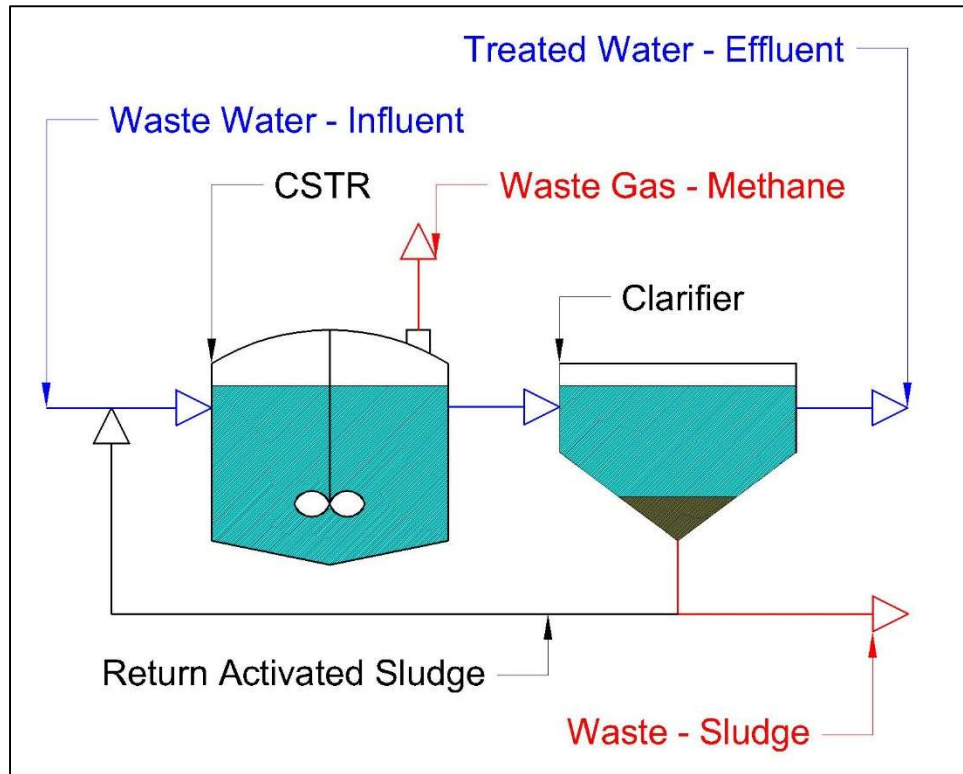 Treated Water - Effluent
Waste Water - Influent
CSTR
Waste Gas - Methane
Clarifier
Return Activated Sludge
Waste - Sludge